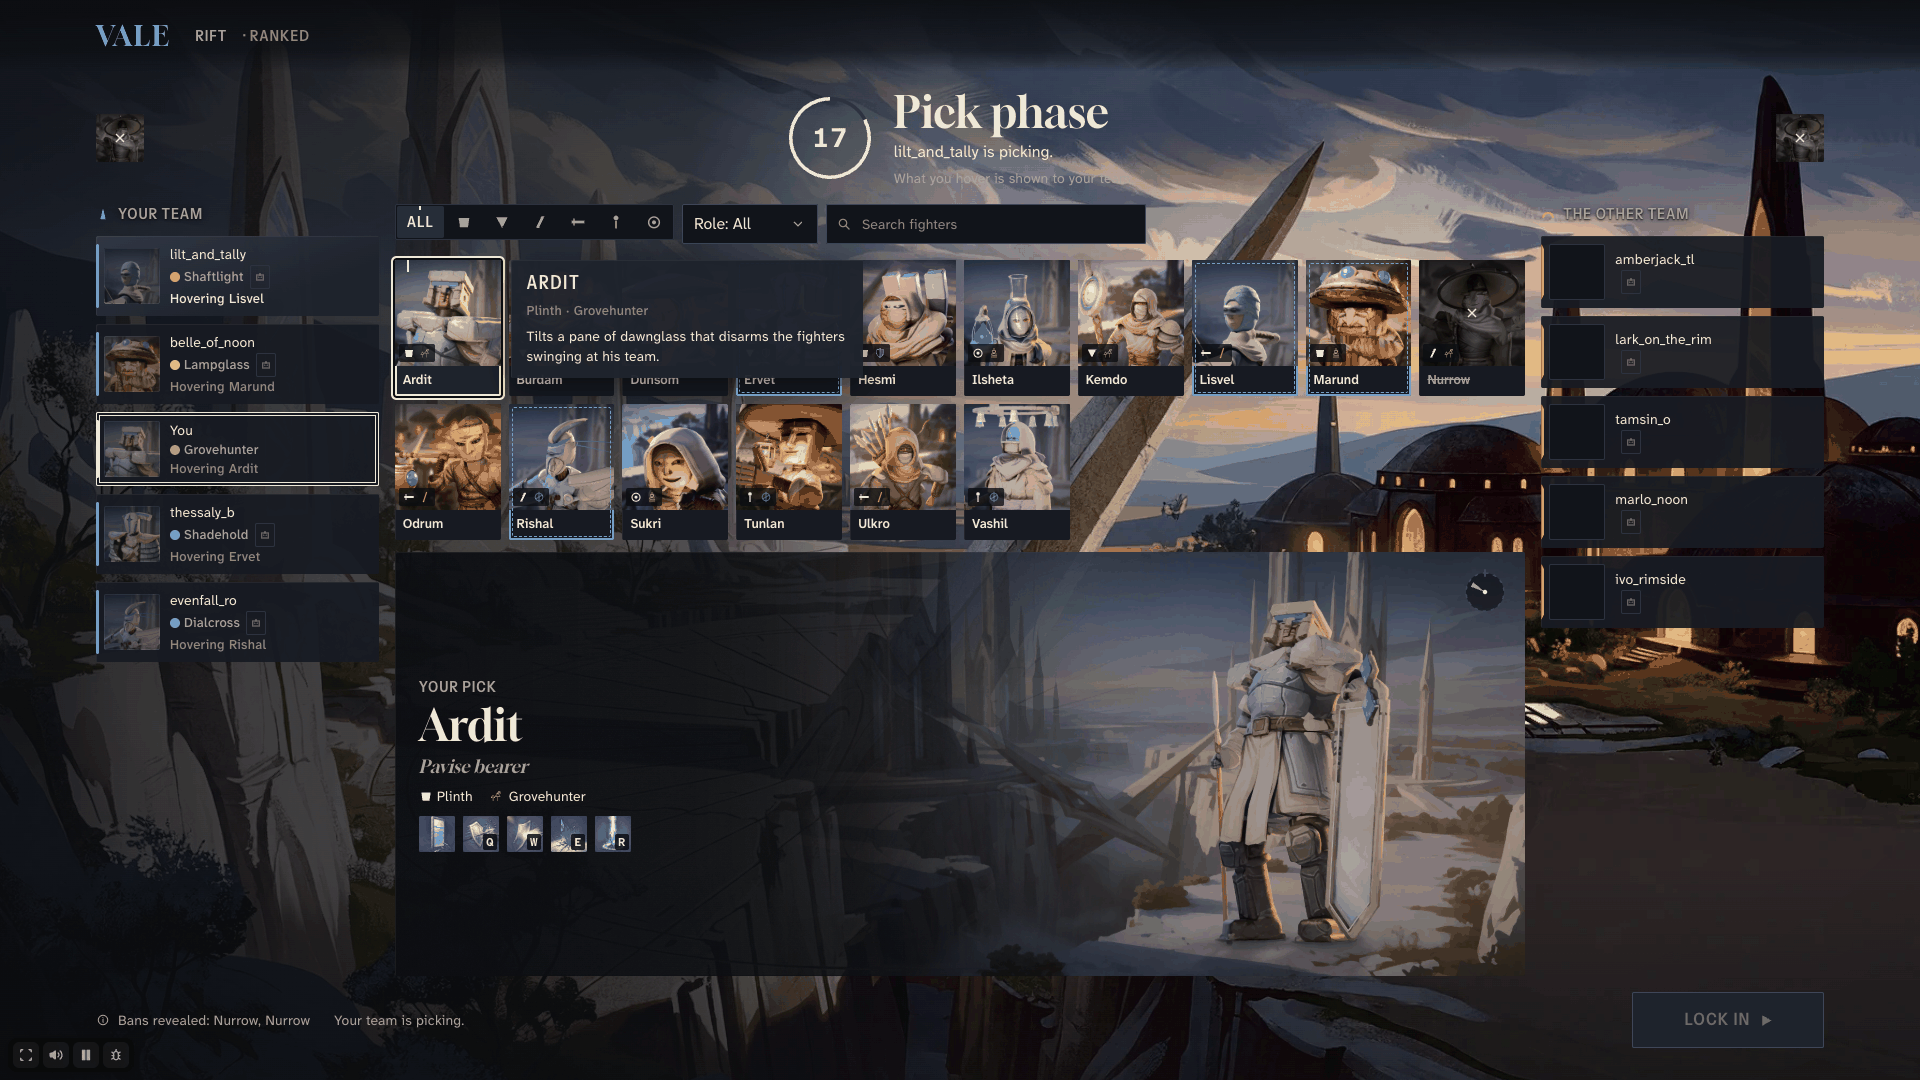 VALE RIFT · RANKED
17
Pick phase
lilt_and_tally is picking.
What you hover is shown to your
YOUR TEAM
lilt_and_tally
Shaftlight
Hovering Lisvel
belle_of_noon
Lampglass
Hovering Marund
You
Grovehunter
Hovering Ardit
thessaly_b
Shadehold
Hovering Ervet
evenfall_ro
Dialcross
Hovering Rishal
ALL
Role: All
Search fighters
ARDIT
Plinth · Grovehunter
Tilts a pane of dawnglass that disarms the fighters
swinging at his team.
Ardit
Burdam
Dunsom
Ervet
Hesmi
Ilsheta
Kemdo
Lisvel
Marund
Nurrow
Odrum
Rishal
Sukri
Tunlan
Ulkro
Vashil
YOUR PICK
Ardit
Pavise bearer
Plinth Grovehunter
Q W E R
THE OTHER TEAM
amberjack_tl
lark_on_the_rim
tamsin_o
marlo_noon
ivo_rimside
Bans revealed: Nurrow, Nurrow
Your team is picking.
LOCK IN